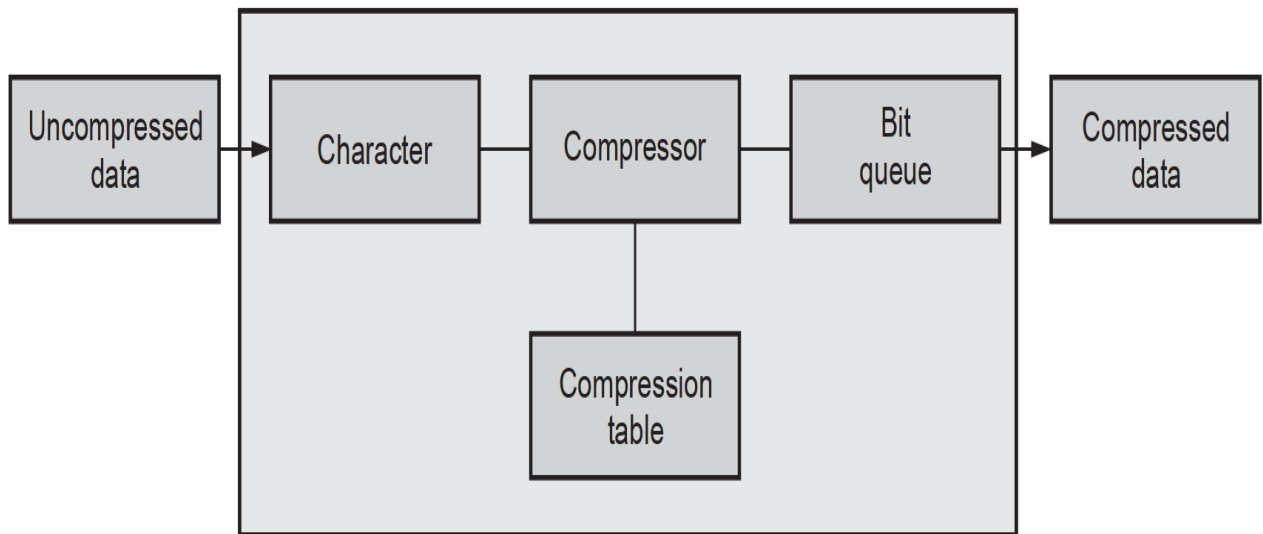 Uncompressed
data
Character
Compressor
Bit
queue
Compressed
data
Compression
table